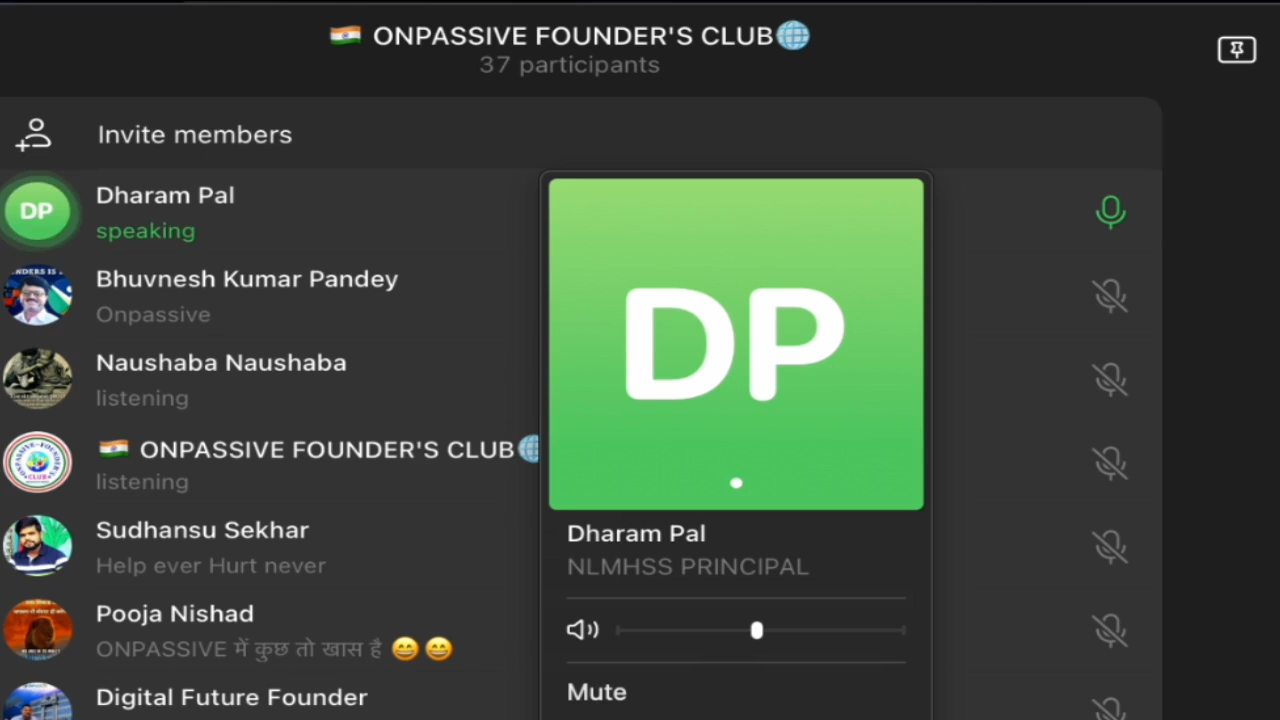 🇮🇳 ONPASSIVE FOUNDER'S CLUB🌐
37 participants
Invite members
DP
Dharam Pal
speaking
Bhuvnesh Kumar Pandey
Onpassive
Naushaba Naushaba
listening
🇮🇳 ONPASSIVE FOUNDER'S CLUB🌐
listening
Sudhansu Sekhar
Help ever Hurt never
Pooja Nishad
ONPASSIVE में कुछ तो खास है 😄 😄
Digital Future Founder
DP
Dharam Pal
NLMHSS PRINCIPAL
Mute